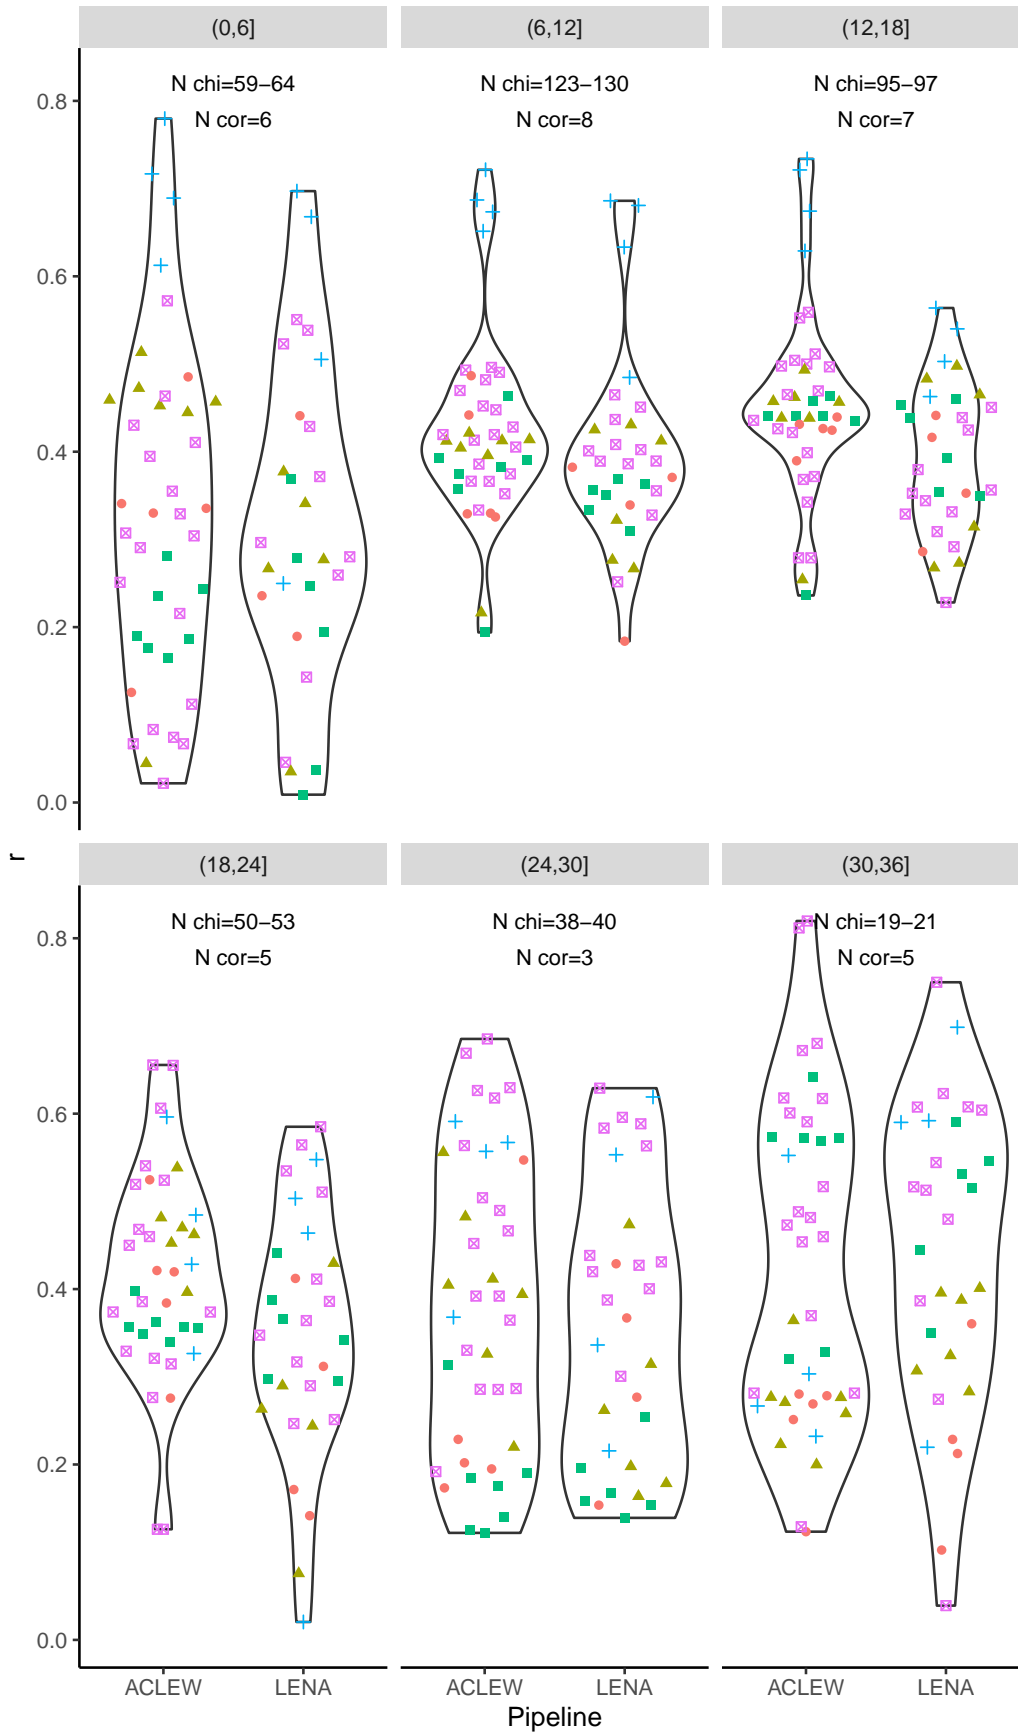 (0,6]
(6,12]
(12,18]
N chi=59–64
N cor=6
N chi=123–130
N cor=8
N chi=95–97
N cor=7
0.8
0.6
0.4
0.2
0.0
r
(18,24]
(24,30]
(30,36]
N chi=50–53
N cor=5
N chi=38–40
N cor=3
N chi=19–21
N cor=5
0.8
0.6
0.4
0.2
0.0
ACLEW
LENA
ACLEW
LENA
ACLEW
LENA
Pipeline